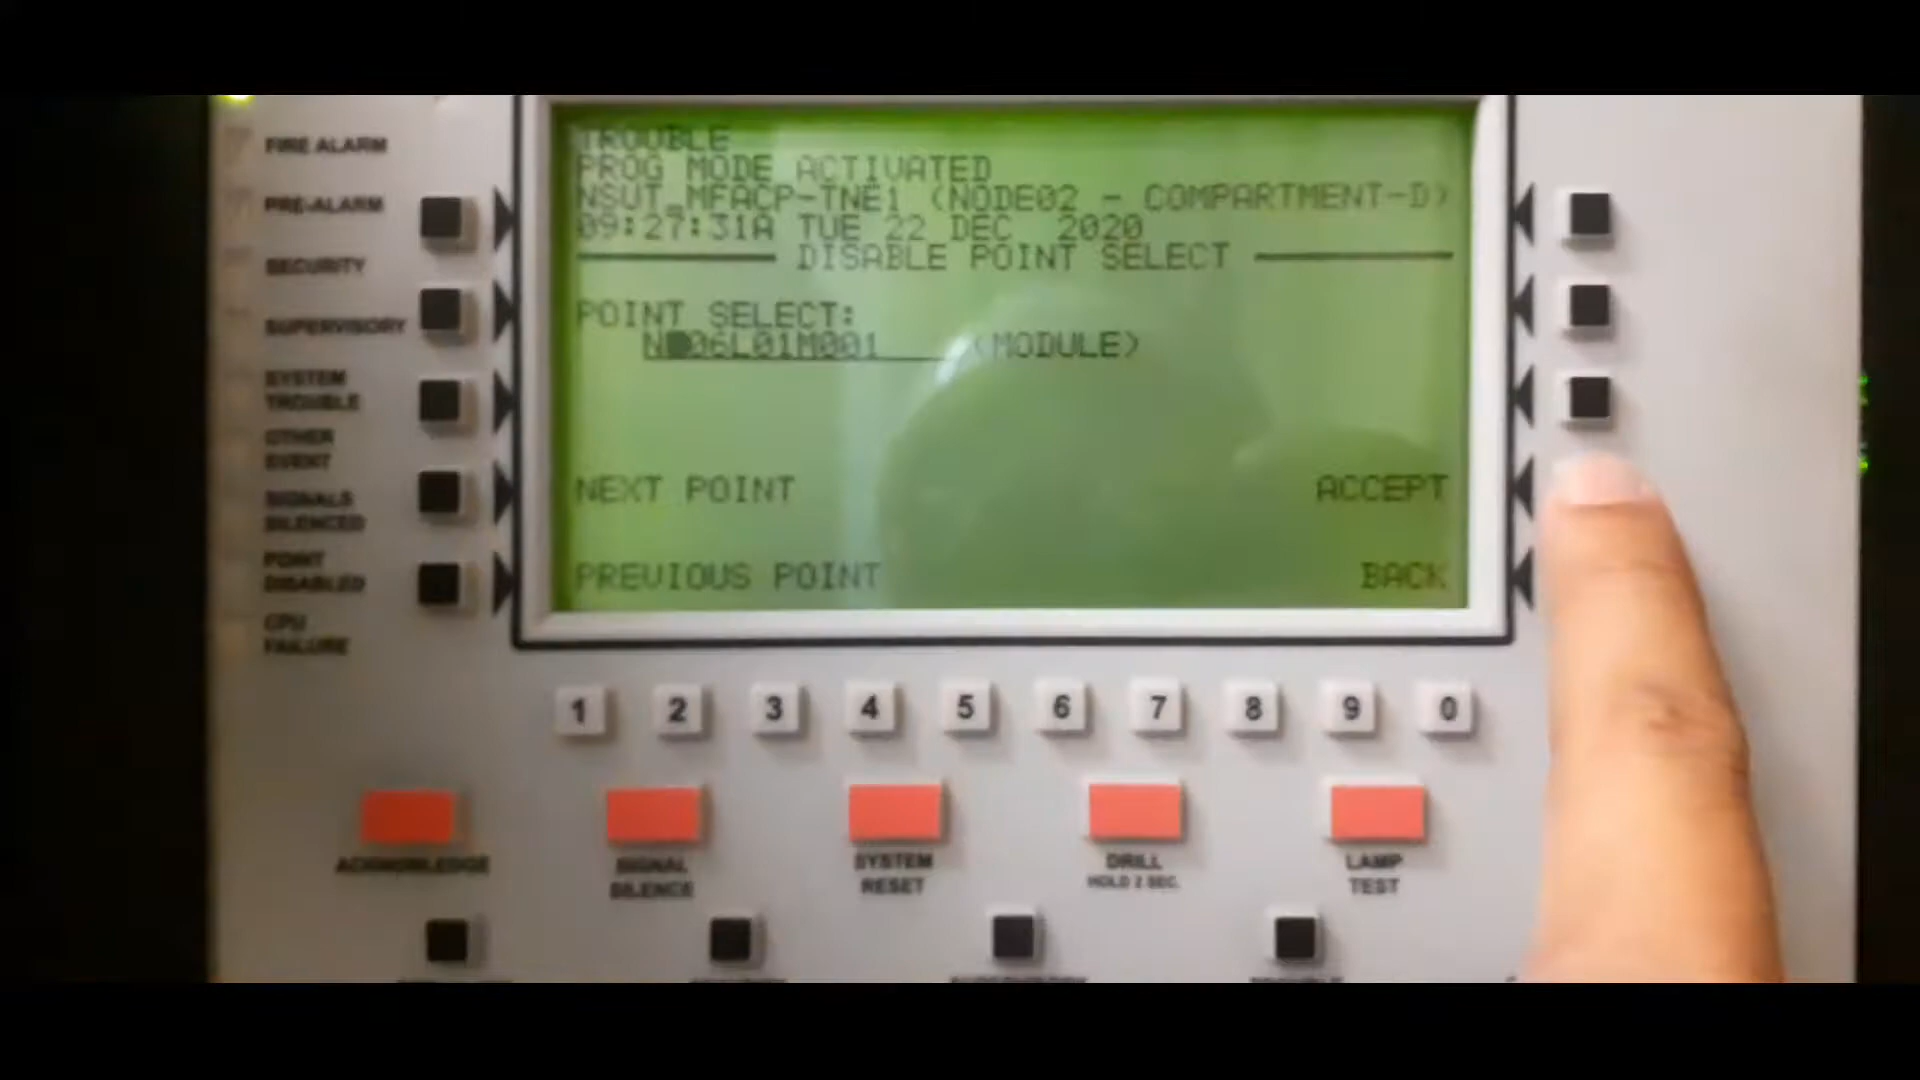 TROUBLE
PROG MODE ACTIVATED
NSUT_MFACP-TNE1 (NODE02 - COMPARTMENT-D)
09:27:31A TUE 22 DEC 2020
DISABLE POINT SELECT
POINT SELECT:
N 06L01M001 (MODULE)
NEXT POINT
ACCEPT
PREVIOUS POINT
BACK
FIRE ALARM
PRE-ALARM
SECURITY
SUPERVISORY
SYSTEM
TROUBLE
OTHER
EVENT
SIGNALS
SILENCED
POINT
DISABLED
CPU
FAILURE
1 2 3 4 5 6 7 8 9 0
ACKNOWLEDGE
SIGNAL
SILENCE
SYSTEM
RESET
DRILL
HOLD 2 SEC.
LAMP
TEST